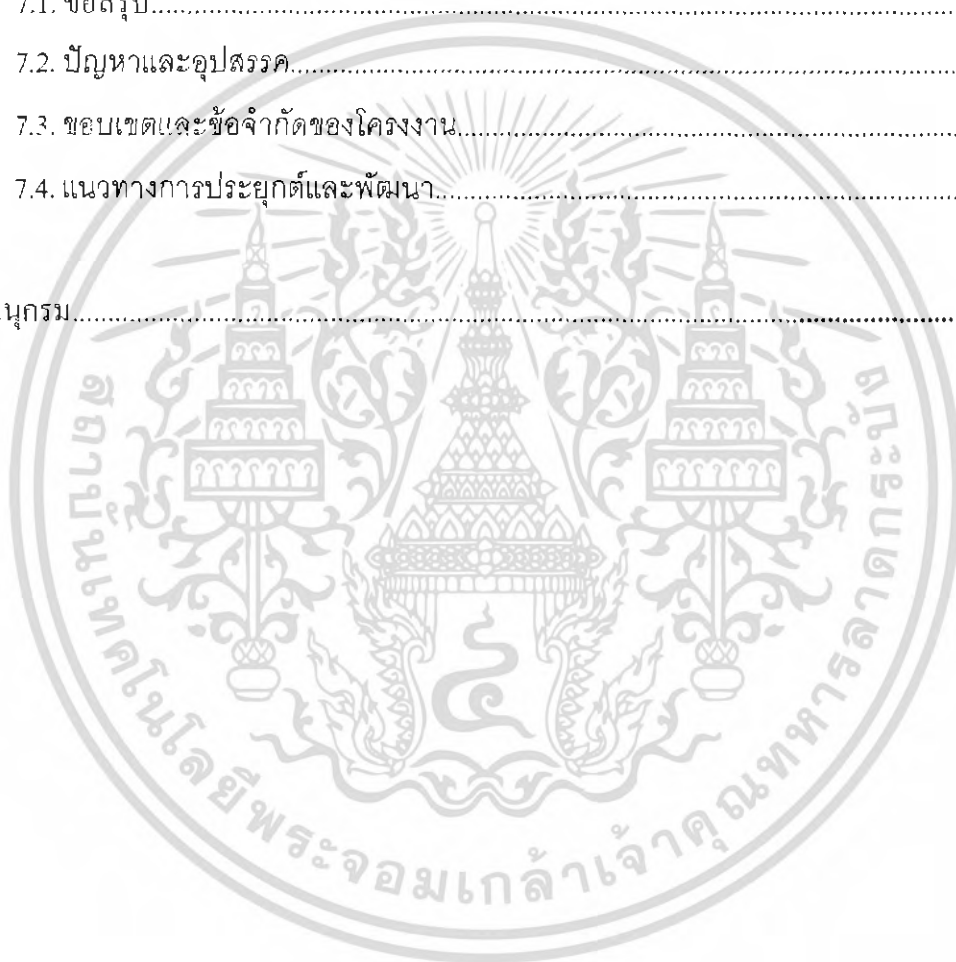 7.1. ข้อสรุป
7.2. ปัญหาและอุปสรรค
7.3. ขอบเขตและข้อจำกัดของโครงงาน
7.4. แนวทางการประยุกต์และพัฒนา
นุกรม
สถาบันเทคโนโลยีพระจอมเกล้าเจ้าคุณทหารลาดกระบัง
๔